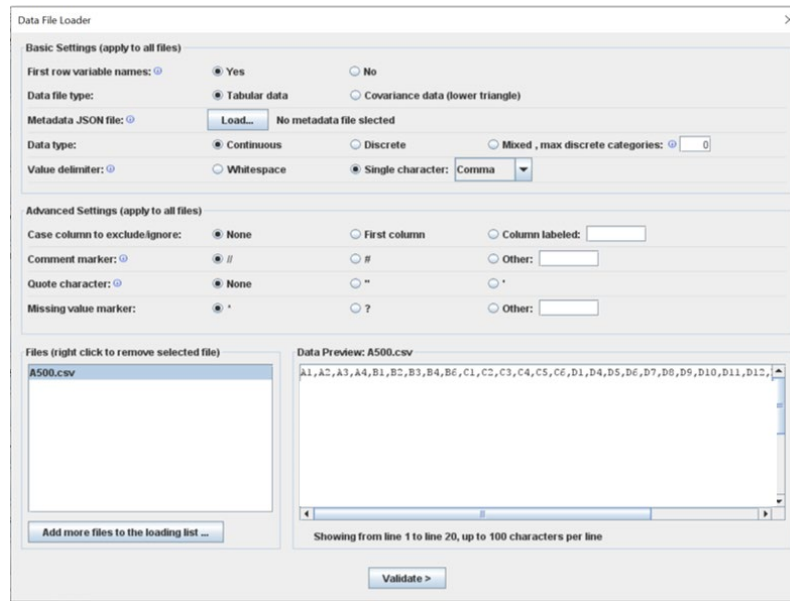 Data File Loader
Basic Settings (apply to all files)
First row variable names: Yes No
Data file type: Tabular data Covariance data (lower triangle)
Metadata JSON file: Load... No metadata file slected
Data type: Continuous Discrete Mixed , max discrete categories: 0
Value delimiter: Whitespace Single character: Comma
Advanced Settings (apply to all files)
Case column to exclude/ignore: None First column Column labeled:
Comment marker: // # Other:
Quote character: None " '
Missing value marker: * ? Other:
Files (right click to remove selected file) Data Preview: A500.csv
A500.csv
A1,A2,A3,A4,B1,B2,B3,B4,B6,C1,C2,C3,C4,C5,C6,D1,D4,D5,D6,D7,D8,D9,D10,D11,D12,
Add more files to the loading list ...
Showing from line 1 to line 20, up to 100 characters per line
Validate >